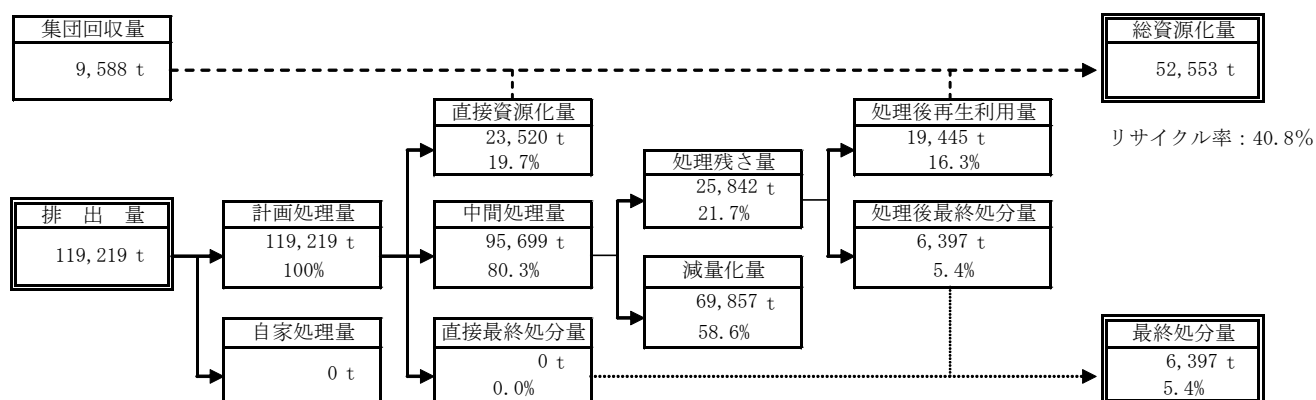 集団回収量
9,588 t
総資源化量
52,553 t
リサイクル率：40.8%
直接資源化量
23,520 t
19.7%
処理後再生利用量
19,445 t
16.3%
処理残さ量
25,842 t
21.7%
排　出　量
119,219 t
計画処理量
119,219 t
100%
中間処理量
95,699 t
80.3%
処理後最終処分量
6,397 t
5.4%
減量化量
69,857 t
58.6%
自家処理量
0 t
直接最終処分量
0 t
0.0%
最終処分量
6,397 t
5.4%